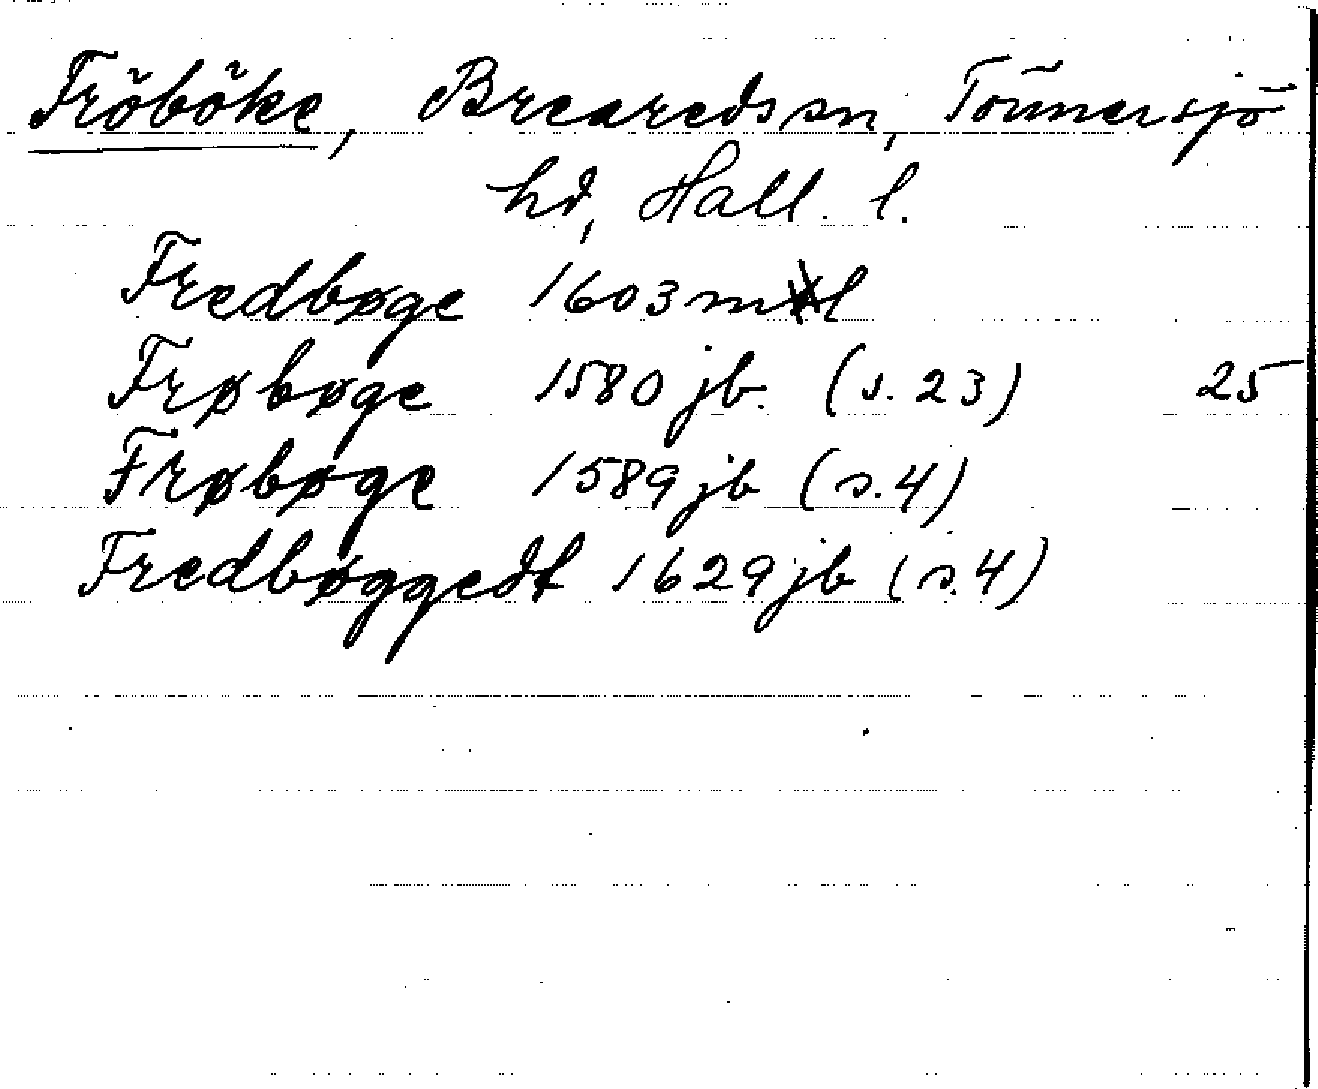 Fröböke, Breareds sn, Tönnersjö
hd, Hall. l.
Fredbøge 1603 ml
Frøbøge 1580 jb. (s. 23) 25
Frøbøge 1589 jb (s. 4)
Fredbøggedt 1629 jb (s. 4)